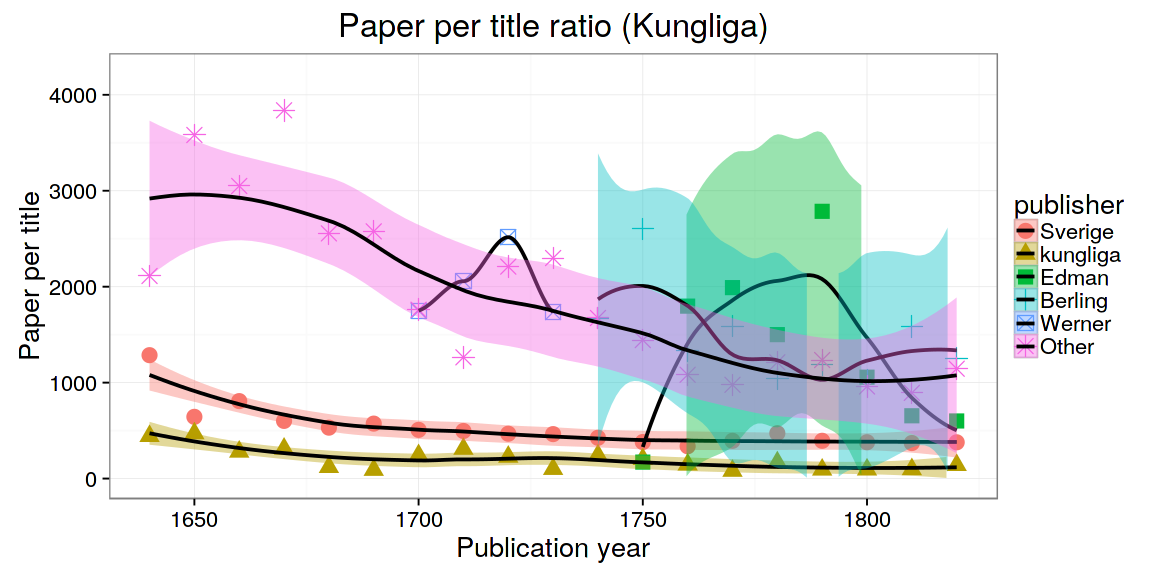 Paper per title ratio (Kungliga)
Paper per title
4000
3000
2000
1000
0
1650
1700
1750
1800
Publication year
publisher
Sverige
kungliga
Edman
Berling
Werner
Other